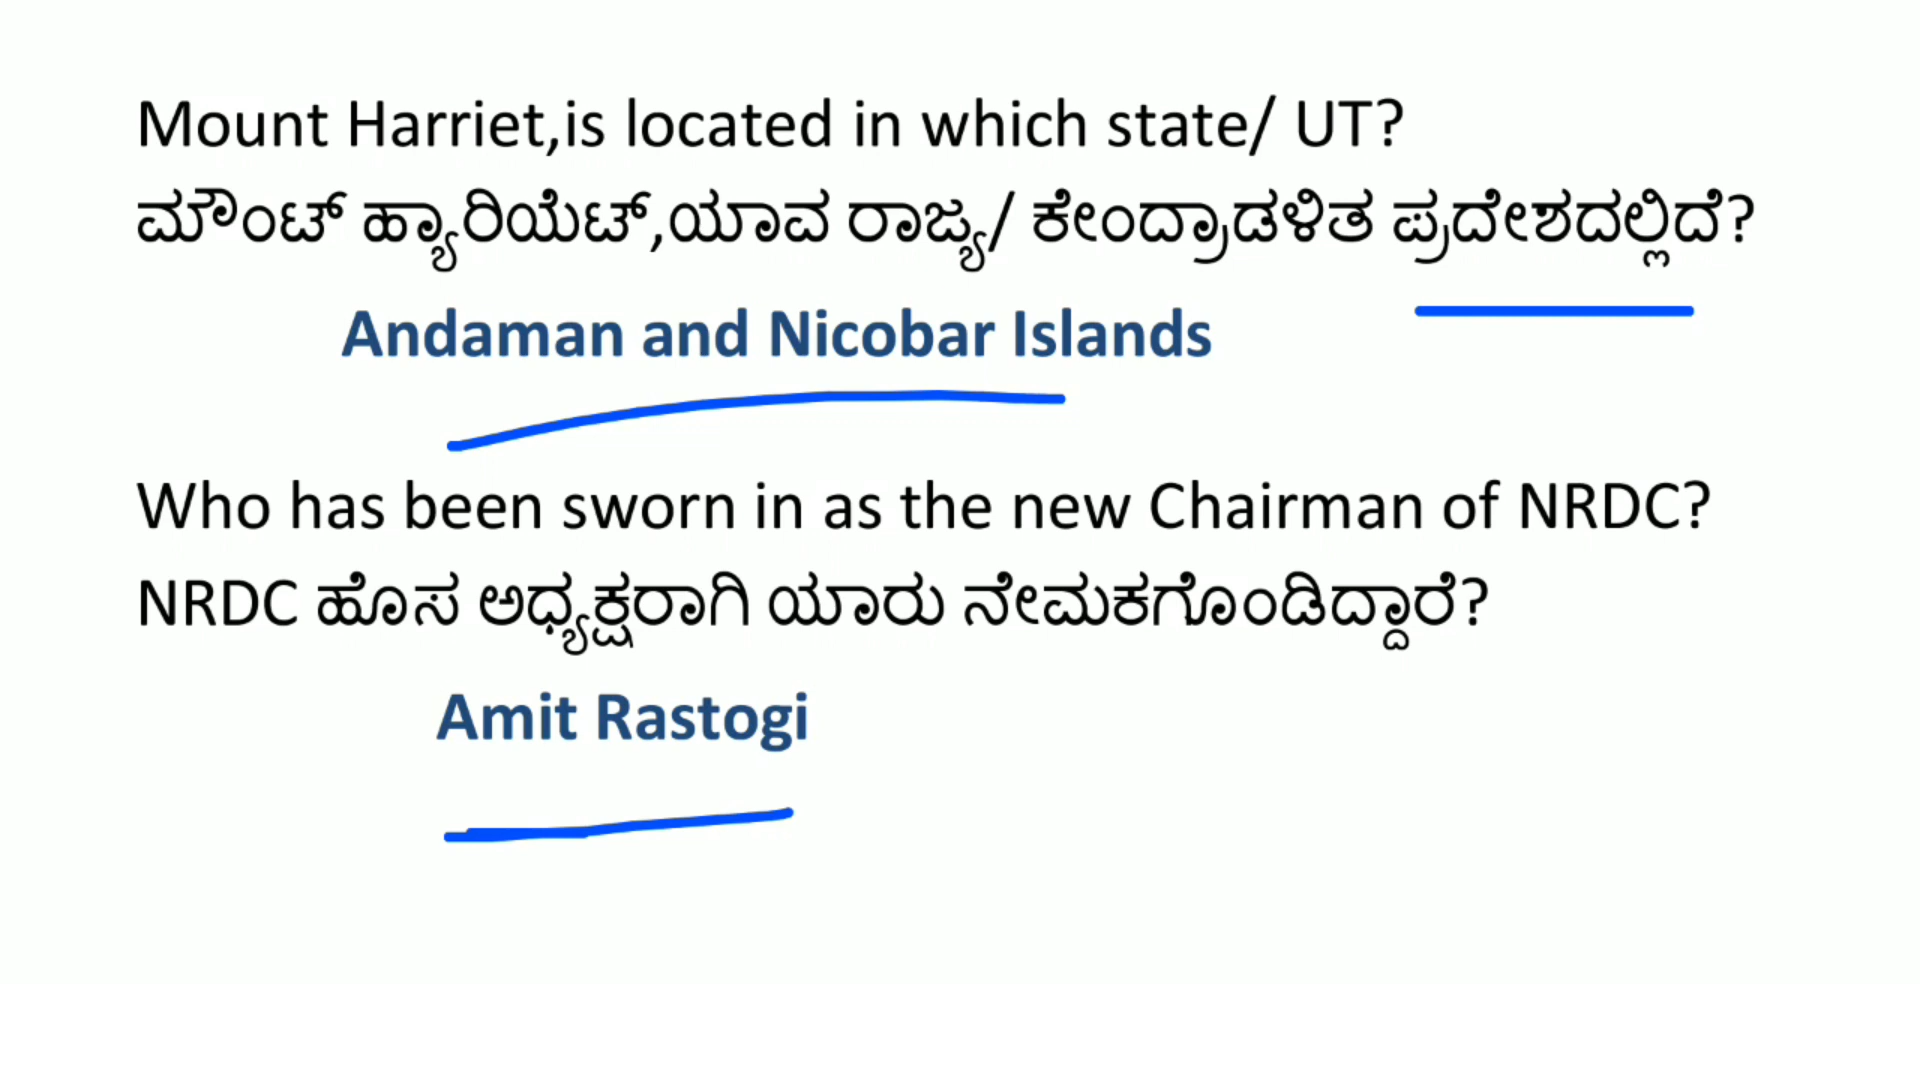 Mount Harriet,is located in which state/ UT?
ಮೌಂಟ್ ಹ್ಯಾರಿಯೆಟ್,ಯಾವ ರಾಜ್ಯ/ ಕೇಂದ್ರಾಡಳಿತ ಪ್ರದೇಶದಲ್ಲಿದೆ?
Andaman and Nicobar Islands
Who has been sworn in as the new Chairman of NRDC?
NRDC ಹೊಸ ಅಧ್ಯಕ್ಷರಾಗಿ ಯಾರು ನೇಮಕಗೊಂಡಿದ್ದಾರೆ?
Amit Rastogi